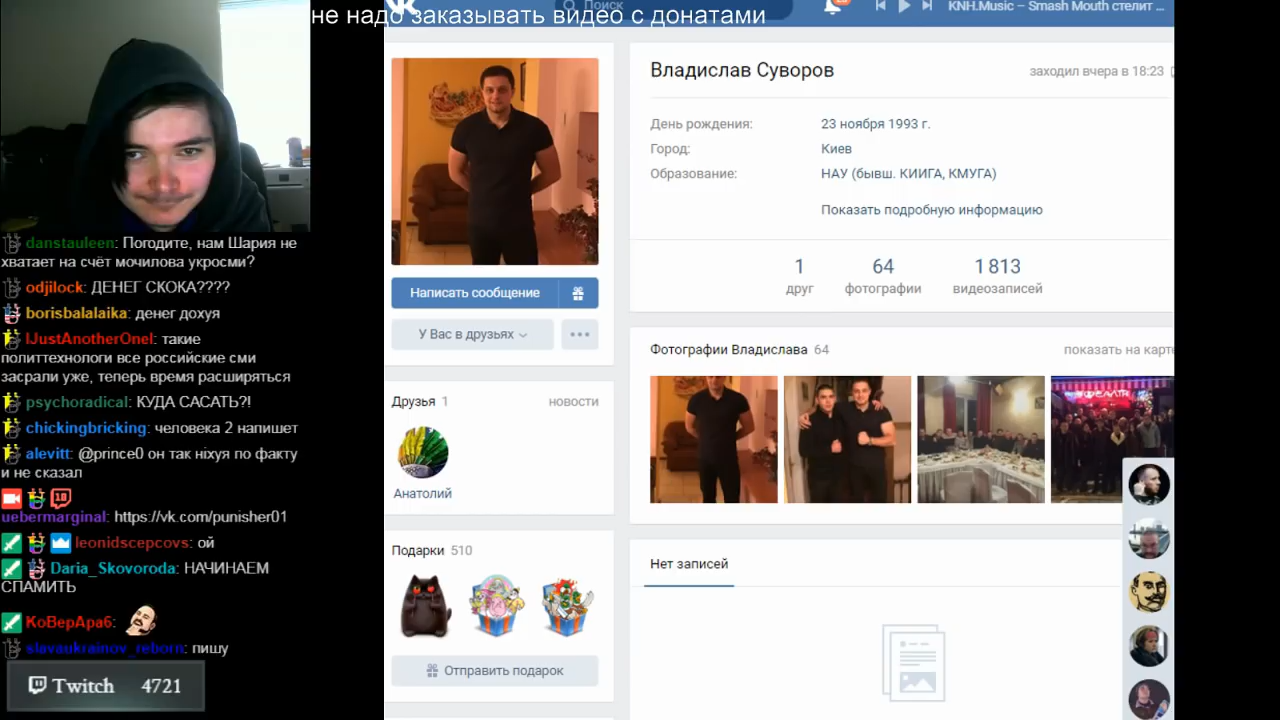 не надо заказывать видео с донатами
Поиск
KNH.Music – Smash Mouth стелит ...
Владислав Суворов
заходил вчера в 18:23
День рождения: 23 ноября 1993 г.
Город: Киев
Образование: НАУ (бывш. КИИГА, КМУГА)
Показать подробную информацию
1 64 1 813
друг фотографии видеозаписей
Написать сообщение
У Вас в друзьях
Фотографии Владислава 64
показать на карте
Друзья 1 новости
Анатолий
Подарки 510
Отправить подарок
Нет записей
danstauleen: Погодите, нам Шария не
хватает на счёт мочилова укросми?
odjilock: ДЕНЕГ СКОКА????
borisbalalaika: денег дохуя
IJustAnotherOneI: такие
политтехнологи все российские сми
засрали уже, теперь время расширяться
psychoradical: КУДА САСАТЬ?!
chickingbricking: человека 2 напишет
alevitt: @prince0 он так ніхуя по факту
и не сказал
18
uebermarginal: https://vk.com/punisher01
leonidscepcovs: ой
Daria_Skovoroda: НАЧИНАЕМ
СПАМИТЬ
KoBepApa6:
slavaukrainov_reborn: пишу
Twitch 4721